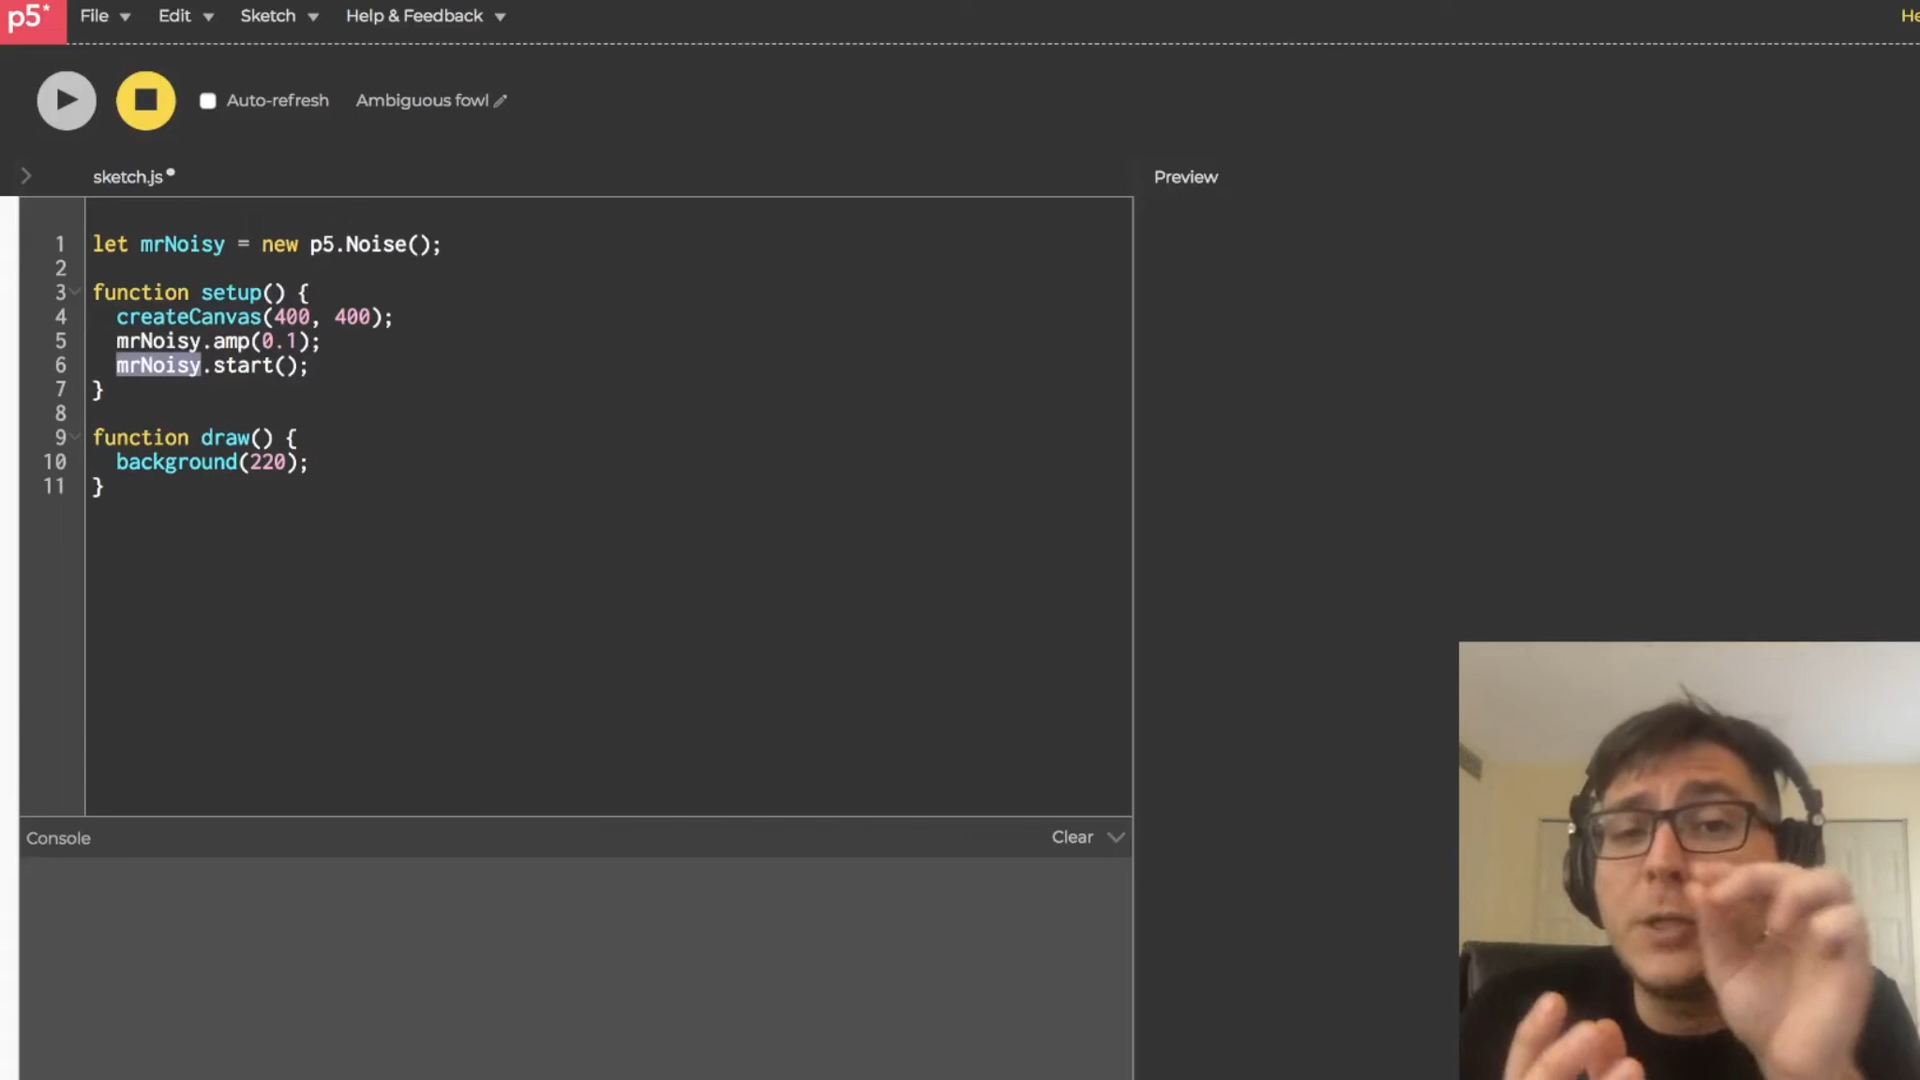 p5*
File
Edit
Sketch
Help & Feedback
He
Auto-refresh
Ambiguous fowl
sketch.js
Preview
1 let mrNoisy = new p5.Noise();
2
3 function setup() {
4 createCanvas(400, 400);
5 mrNoisy.amp(0.1);
6 mrNoisy.start();
7 }
8
9 function draw() {
10 background(220);
11 }
Console
Clear